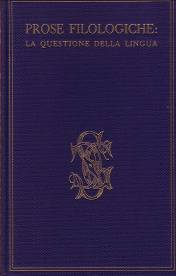 PROSE FILOLOGICHE:
LA QUESTIONE DELLA LINGUA